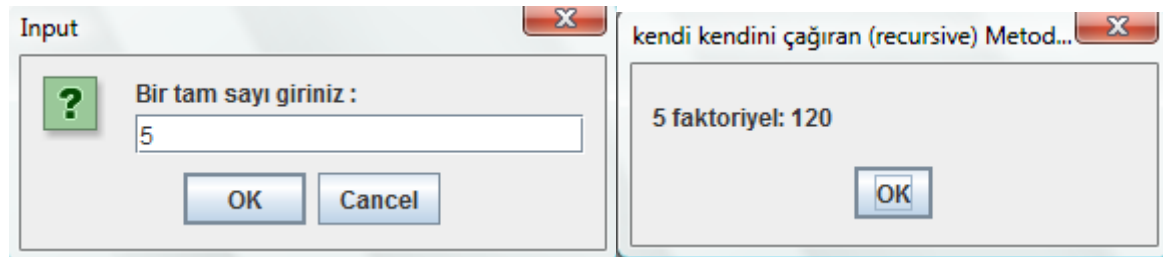 Input
Bir tam sayı giriniz :
5
OK Cancel
kendi kendini çağıran (recursive) Metod...
5 faktoriyel: 120
OK